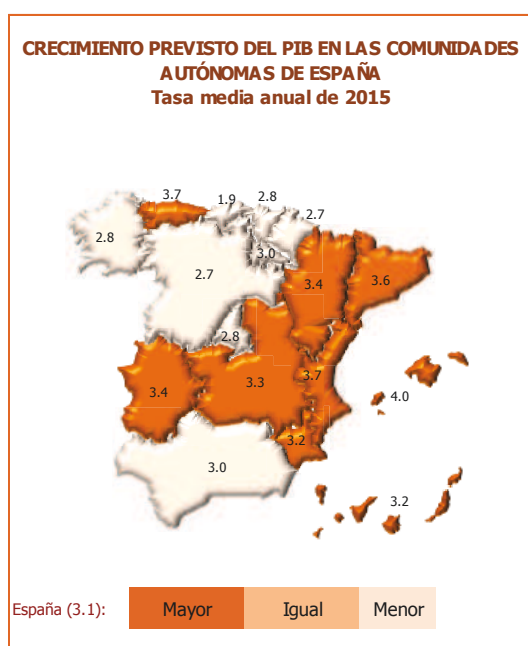 CRECIMIENTO PREVISTO DEL PIB EN LAS COMUNIDADES
AUTÓNOMAS DE ESPAÑA
Tasa media anual de 2015
3.7
1.9
2.8
2.7
2.8
3.0
2.7
3.4
3.6
2.8
3.4
3.3
3.7
4.0
3.2
3.0
3.2
España (3.1):
Mayor
Igual
Menor